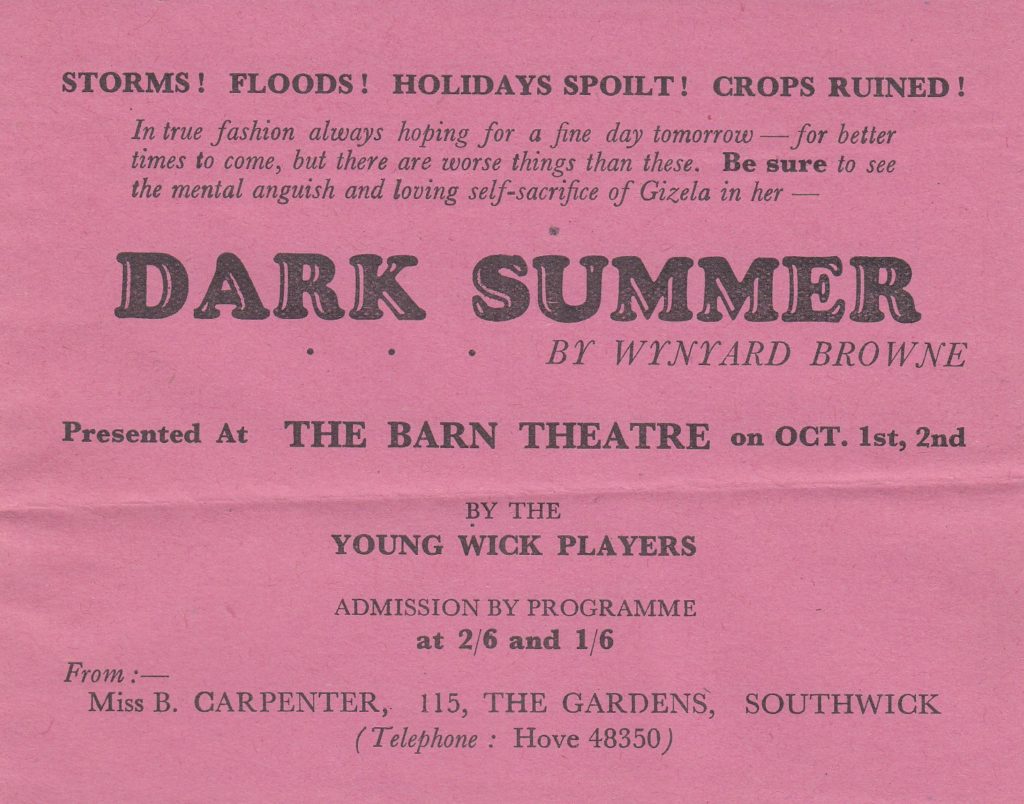 STORMS! FLOODS! HOLIDAYS SPOILT! CROPS RUINED!
In true fashion always hoping for a fine day tomorrow — for better
times to come, but there are worse things than these. Be sure to see
the mental anguish and loving self-sacrifice of Gizela in her —
DARK SUMMER
. . . BY WYNYARD BROWNE
Presented At THE BARN THEATRE on OCT. 1st, 2nd
BY THE
YOUNG WICK PLAYERS
ADMISSION BY PROGRAMME
at 2/6 and 1/6
From :—
Miss B. CARPENTER, 115, THE GARDENS, SOUTHWICK
(Telephone : Hove 48350)